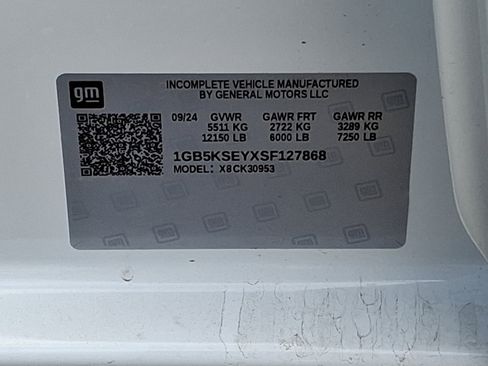 gm
INCOMPLETE VEHICLE MANUFACTURED
BY GENERAL MOTORS LLC
09/24 GVWR GAWR FRT GAWR RR
5511 KG 2722 KG 3289 KG
12150 LB 6000 LB 7250 LB
1GB5KSEYXSF127868
MODEL: X8CK30953